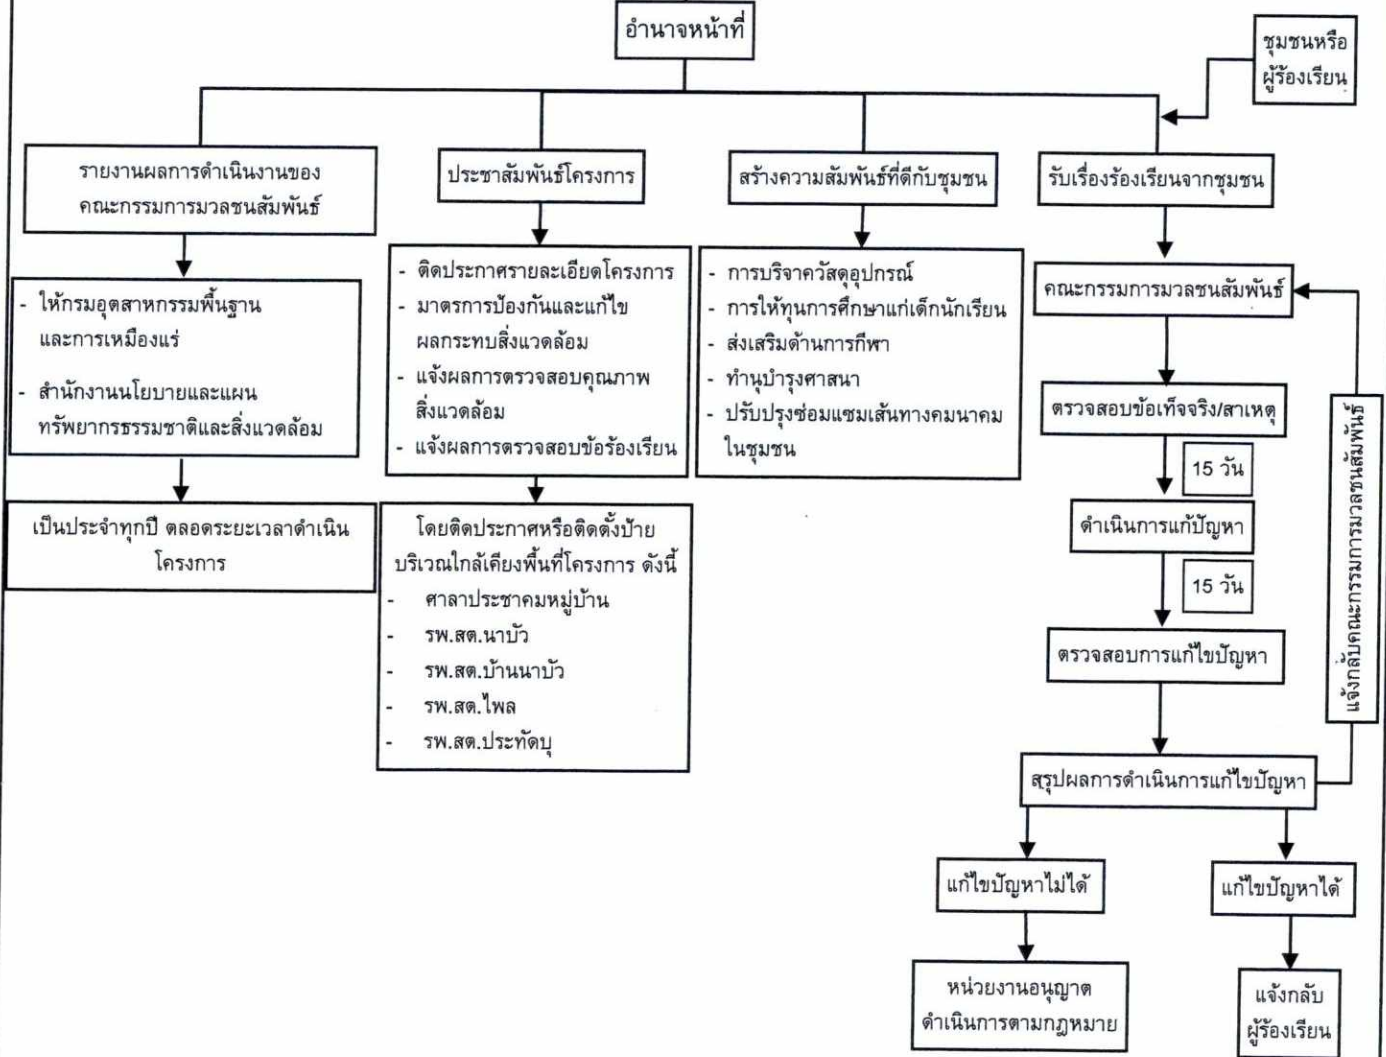 อำนาจหน้าที่
ชุมชนหรือ
ผู้ร้องเรียน
รายงานผลการดำเนินงานของ
คณะกรรมการมวลชนสัมพันธ์
- ให้กรมอุตสาหกรรมพื้นฐาน
และการเหมืองแร่
- สำนักงานนโยบายและแผน
ทรัพยากรธรรมชาติและสิ่งแวดล้อม
เป็นประจำทุกปี ตลอดระยะเวลาดำเนิน
โครงการ
ประชาสัมพันธ์โครงการ
- ติดประกาศรายละเอียดโครงการ
- มาตรการป้องกันและแก้ไข
ผลกระทบสิ่งแวดล้อม
- แจ้งผลการตรวจสอบคุณภาพ
สิ่งแวดล้อม
- แจ้งผลการตรวจสอบข้อร้องเรียน
โดยติดประกาศหรือติดตั้งป้าย
บริเวณใกล้เคียงพื้นที่โครงการ ดังนี้
- ศาลาประชาคมหมู่บ้าน
- รพ.สต.นาบัว
- รพ.สต.บ้านนาบัว
- รพ.สต.ไพล
- รพ.สต.ประทัดบุ
สร้างความสัมพันธ์ที่ดีกับชุมชน
- การบริจาควัสดุอุปกรณ์
- การให้ทุนการศึกษาแก่เด็กนักเรียน
- ส่งเสริมด้านการกีฬา
- ทำนุบำรุงศาสนา
- ปรับปรุงซ่อมแซมเส้นทางคมนาคม
ในชุมชน
รับเรื่องร้องเรียนจากชุมชน
คณะกรรมการมวลชนสัมพันธ์
ตรวจสอบข้อเท็จจริง/สาเหตุ
15 วัน
ดำเนินการแก้ปัญหา
15 วัน
ตรวจสอบการแก้ไขปัญหา
สรุปผลการดำเนินการแก้ไขปัญหา
แจ้งกลับคณะกรรมการมวลชนสัมพันธ์
แก้ไขปัญหาไม่ได้
แก้ไขปัญหาได้
หน่วยงานอนุญาต
ดำเนินการตามกฎหมาย
แจ้งกลับ
ผู้ร้องเรียน